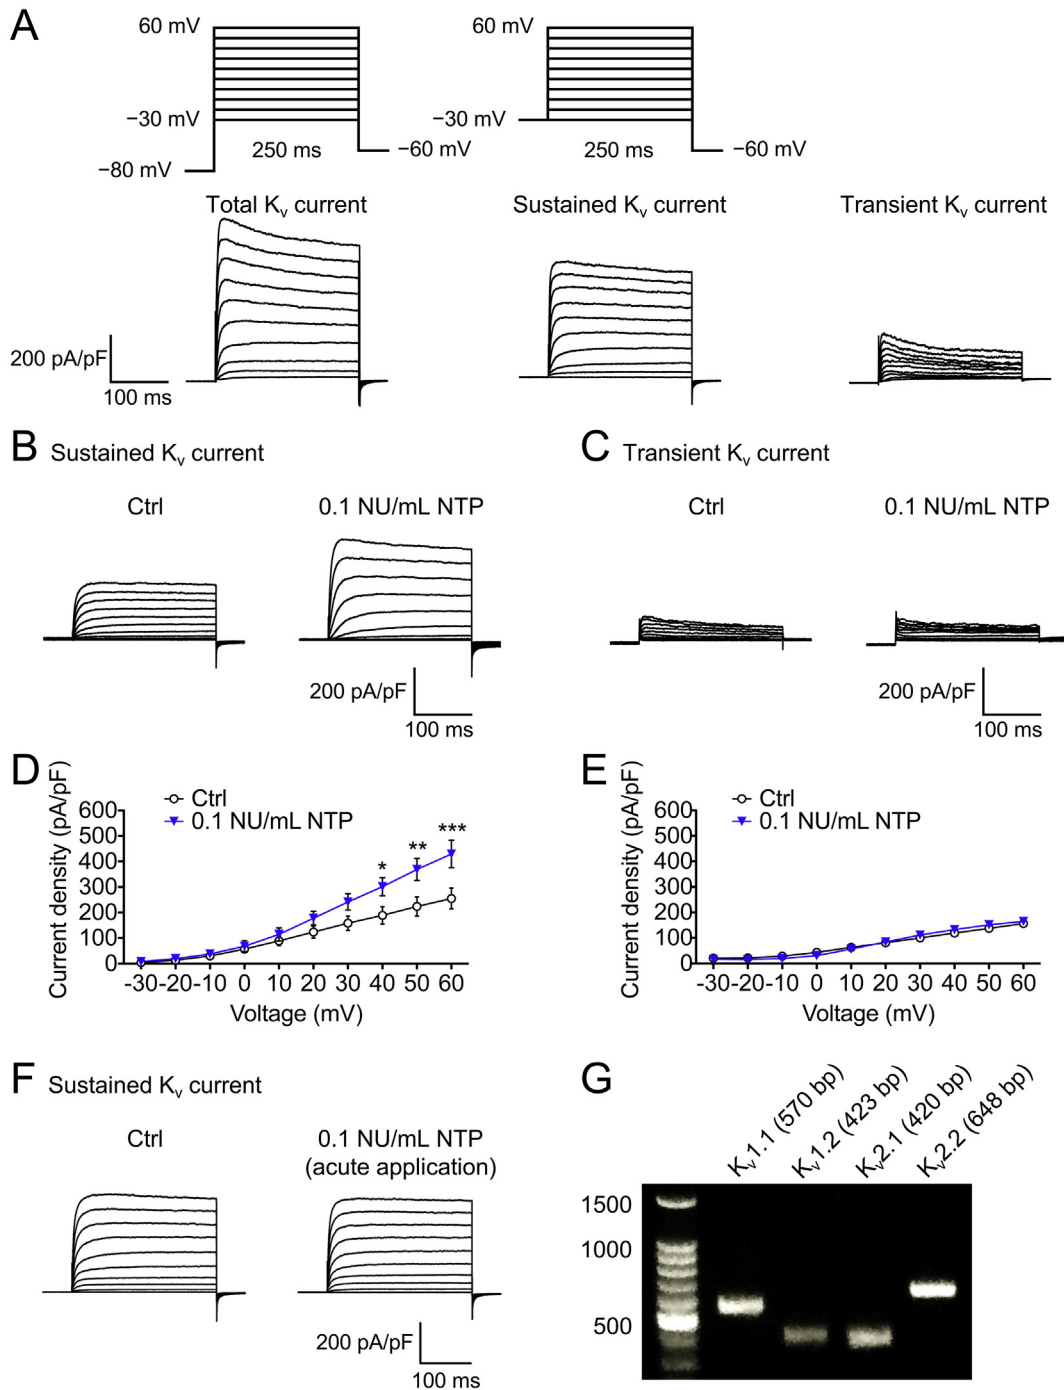 A
60 mV
60 mV
−30 mV
−30 mV
250 ms
−60 mV
250 ms
−60 mV
−80 mV
Total Kv current
Sustained Kv current
Transient Kv current
200 pA/pF
100 ms
B Sustained Kv current
C Transient Kv current
Ctrl
0.1 NU/mL NTP
Ctrl
0.1 NU/mL NTP
200 pA/pF
100 ms
200 pA/pF
100 ms
D
Current density (pA/pF)
600
500
400
300
200
100
0
Ctrl
0.1 NU/mL NTP
*
**
***
-30 -20 -10 0 10 20 30 40 50 60
Voltage (mV)
E
Current density (pA/pF)
600
500
400
300
200
100
0
Ctrl
0.1 NU/mL NTP
-30 -20 -10 0 10 20 30 40 50 60
Voltage (mV)
F Sustained Kv current
Ctrl
0.1 NU/mL NTP
(acute application)
200 pA/pF
100 ms
G
Kv1.1 (570 bp)
Kv1.2 (423 bp)
Kv2.1 (420 bp)
Kv2.2 (648 bp)
1500
1000
500